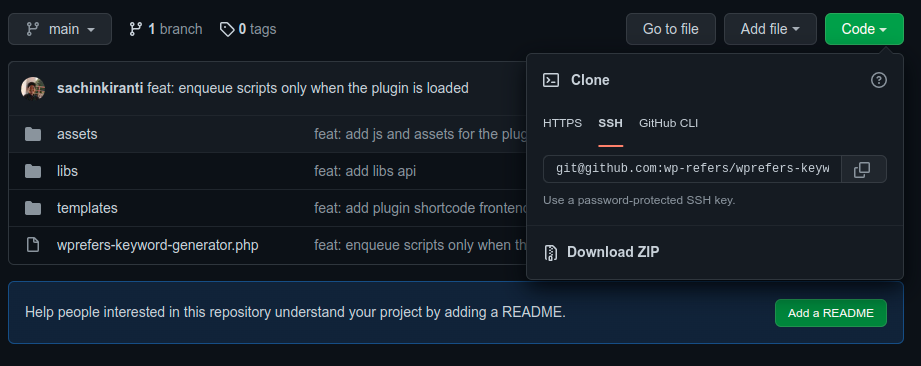 main 1 branch 0 tags Go to file Add file Code
sachinkiranti feat: enqueue scripts only when the plugin is loaded
Clone
HTTPS SSH GitHub CLI
git@github.com:wp-refers/wprefers-keyw
Use a password-protected SSH key.
Download ZIP
assets feat: add js and assets for the plug
libs feat: add libs api
templates feat: add plugin shortcode frontend
wprefers-keyword-generator.php feat: enqueue scripts only when th
Help people interested in this repository understand your project by adding a README. Add a README